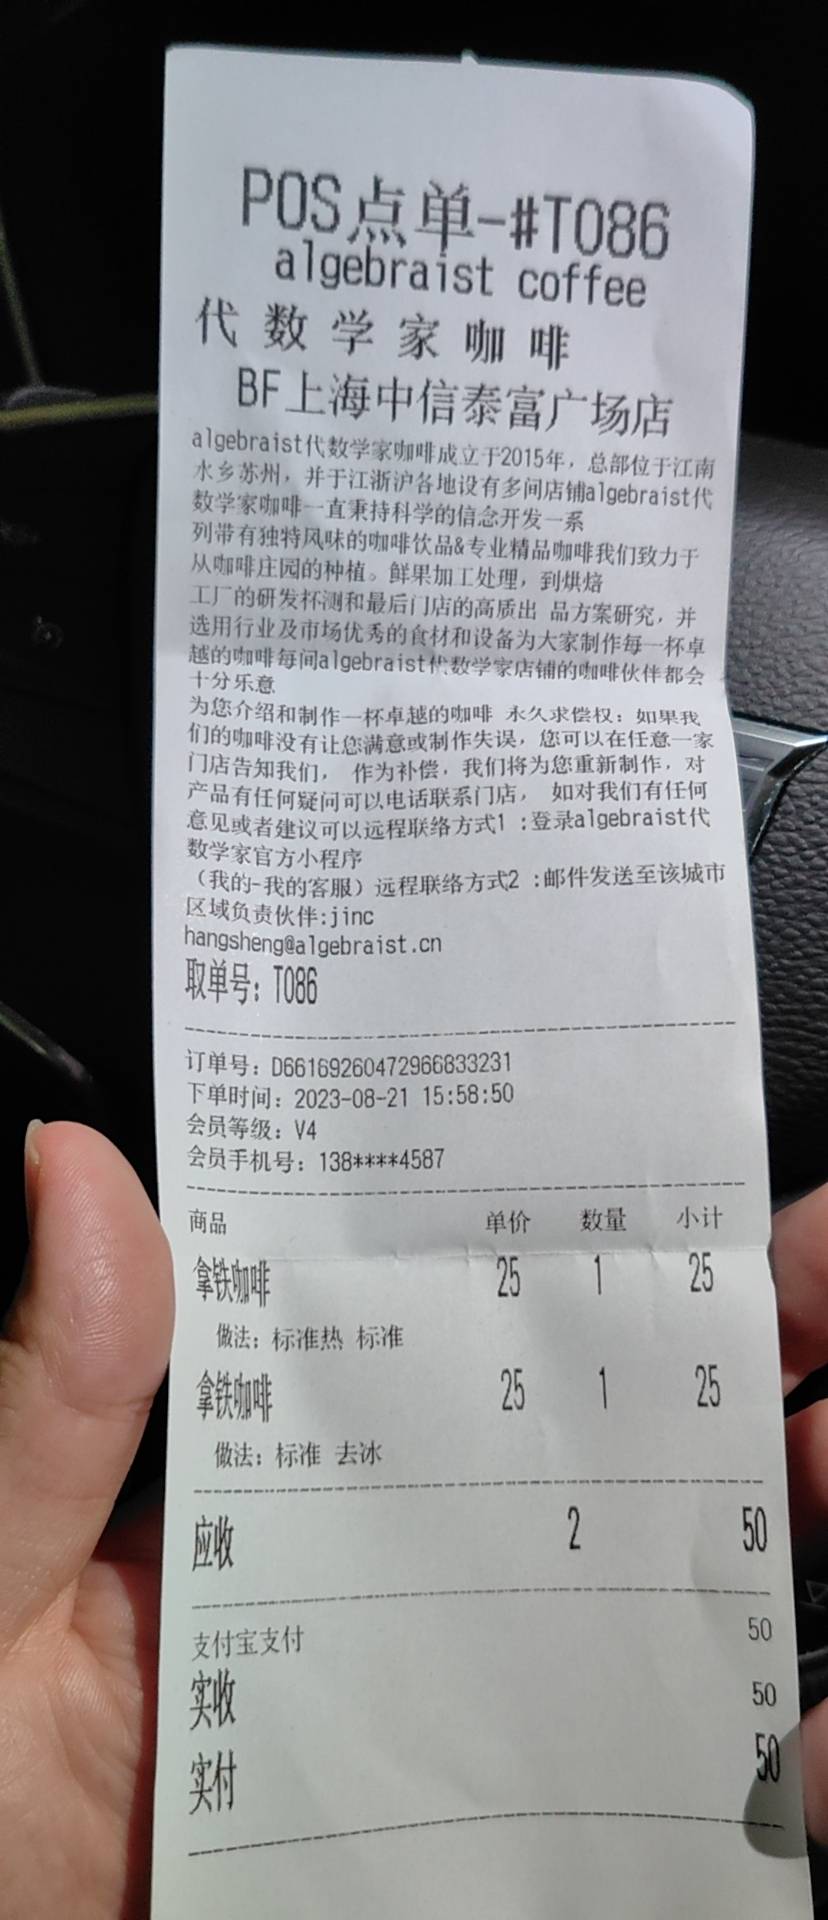 POS点单-#T086
algebraist coffee
代数学家咖啡
BF上海中信泰富广场店
algebraist代数学家咖啡成立于2015年，总部位于江南
水乡苏州，并于江浙沪各地设有多间店铺algebraist代
数学家咖啡一直秉持科学的信念开发一系
列带有独特风味的咖啡饮品&专业精品咖啡我们致力于
从咖啡庄园的种植。鲜果加工处理，到烘焙
工厂的研发杯测和最后门店的高质出 品方案研究，并
选用行业及市场优秀的食材和设备为大家制作每一杯卓
越的咖啡每间algebraist代数学家店铺的咖啡伙伴都会
十分乐意
为您介绍和制作一杯卓越的咖啡 永久求偿权：如果我
们的咖啡没有让您满意或制作失误，您可以在任意一家
门店告知我们， 作为补偿，我们将为您重新制作，对
产品有任何疑问可以电话联系门店， 如对我们有任何
意见或者建议可以远程联络方式1 :登录algebraist代
数学家官方小程序
（我的-我的客服）远程联络方式2 :邮件发送至该城市
区域负责伙伴:jinc
hangsheng@algebraist.cn
取单号：T086
订单号：D66169260472966833231
下单时间：2023-08-21 15:58:50
会员等级：V4
会员手机号：138****4587
商品 单价 数量 小计
拿铁咖啡 25 1 25
做法：标准热 标准
拿铁咖啡 25 1 25
做法：标准 去冰
应收 2 50
支付宝支付 50
实收 50
实付 50